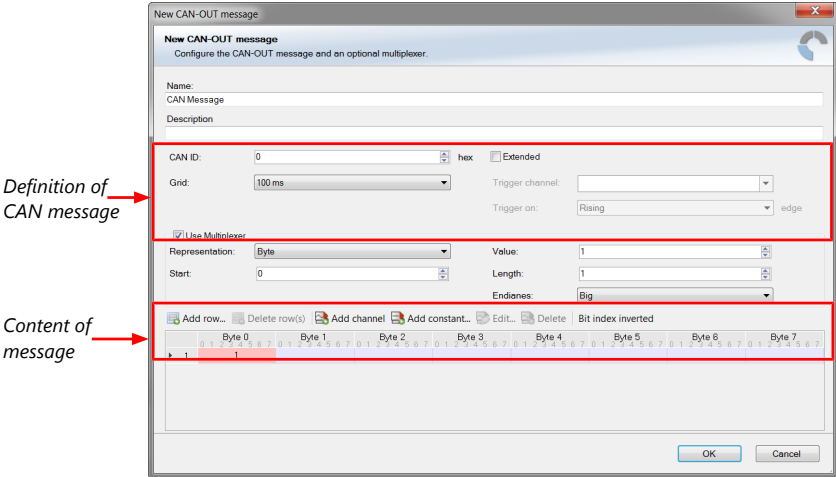 New CAN-OUT message
New CAN-OUT message
Configure the CAN-OUT message and an optional multiplexer.
Name:
CAN Message
Description
CAN ID: 0 hex Extended
Grid: 100 ms Trigger channel:
Trigger on: Rising edge
Definition of
CAN message
Use Multiplexer
Representation: Byte Value: 1
Start: 0 Length: 1
Endianes: Big
Add row... Delete row(s) Add channel Add constant... Edit... Delete Bit index inverted
Content of
message
Byte 0 Byte 1 Byte 2 Byte 3 Byte 4 Byte 5 Byte 6 Byte 7
0 1 2 3 4 5 6 7 0 1 2 3 4 5 6 7 0 1 2 3 4 5 6 7 0 1 2 3 4 5 6 7 0 1 2 3 4 5 6 7 0 1 2 3 4 5 6 7 0 1 2 3 4 5 6 7 0 1 2 3 4 5 6 7
1 1
OK Cancel